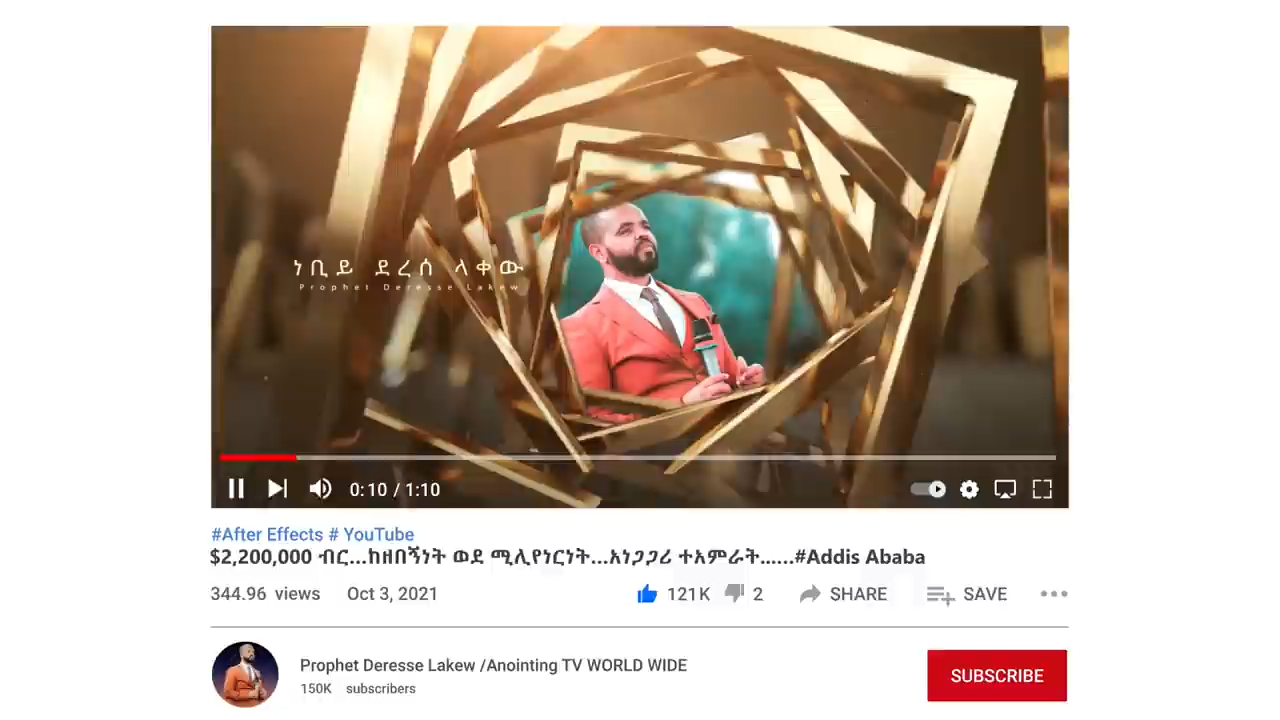 ነቢይ ደረሰ ላቀው
Prophet Deresse Lakew
0:10 / 1:10
#After Effects # YouTube
$2,200,000 ብር...ከዘበኝነት ወደ ሚሊየነርነት...አነጋጋሪ ተአምራት......#Addis Ababa
344.96 views Oct 3, 2021 121K 2 SHARE SAVE
Prophet Deresse Lakew /Anointing TV WORLD WIDE
150K subscribers
SUBSCRIBE